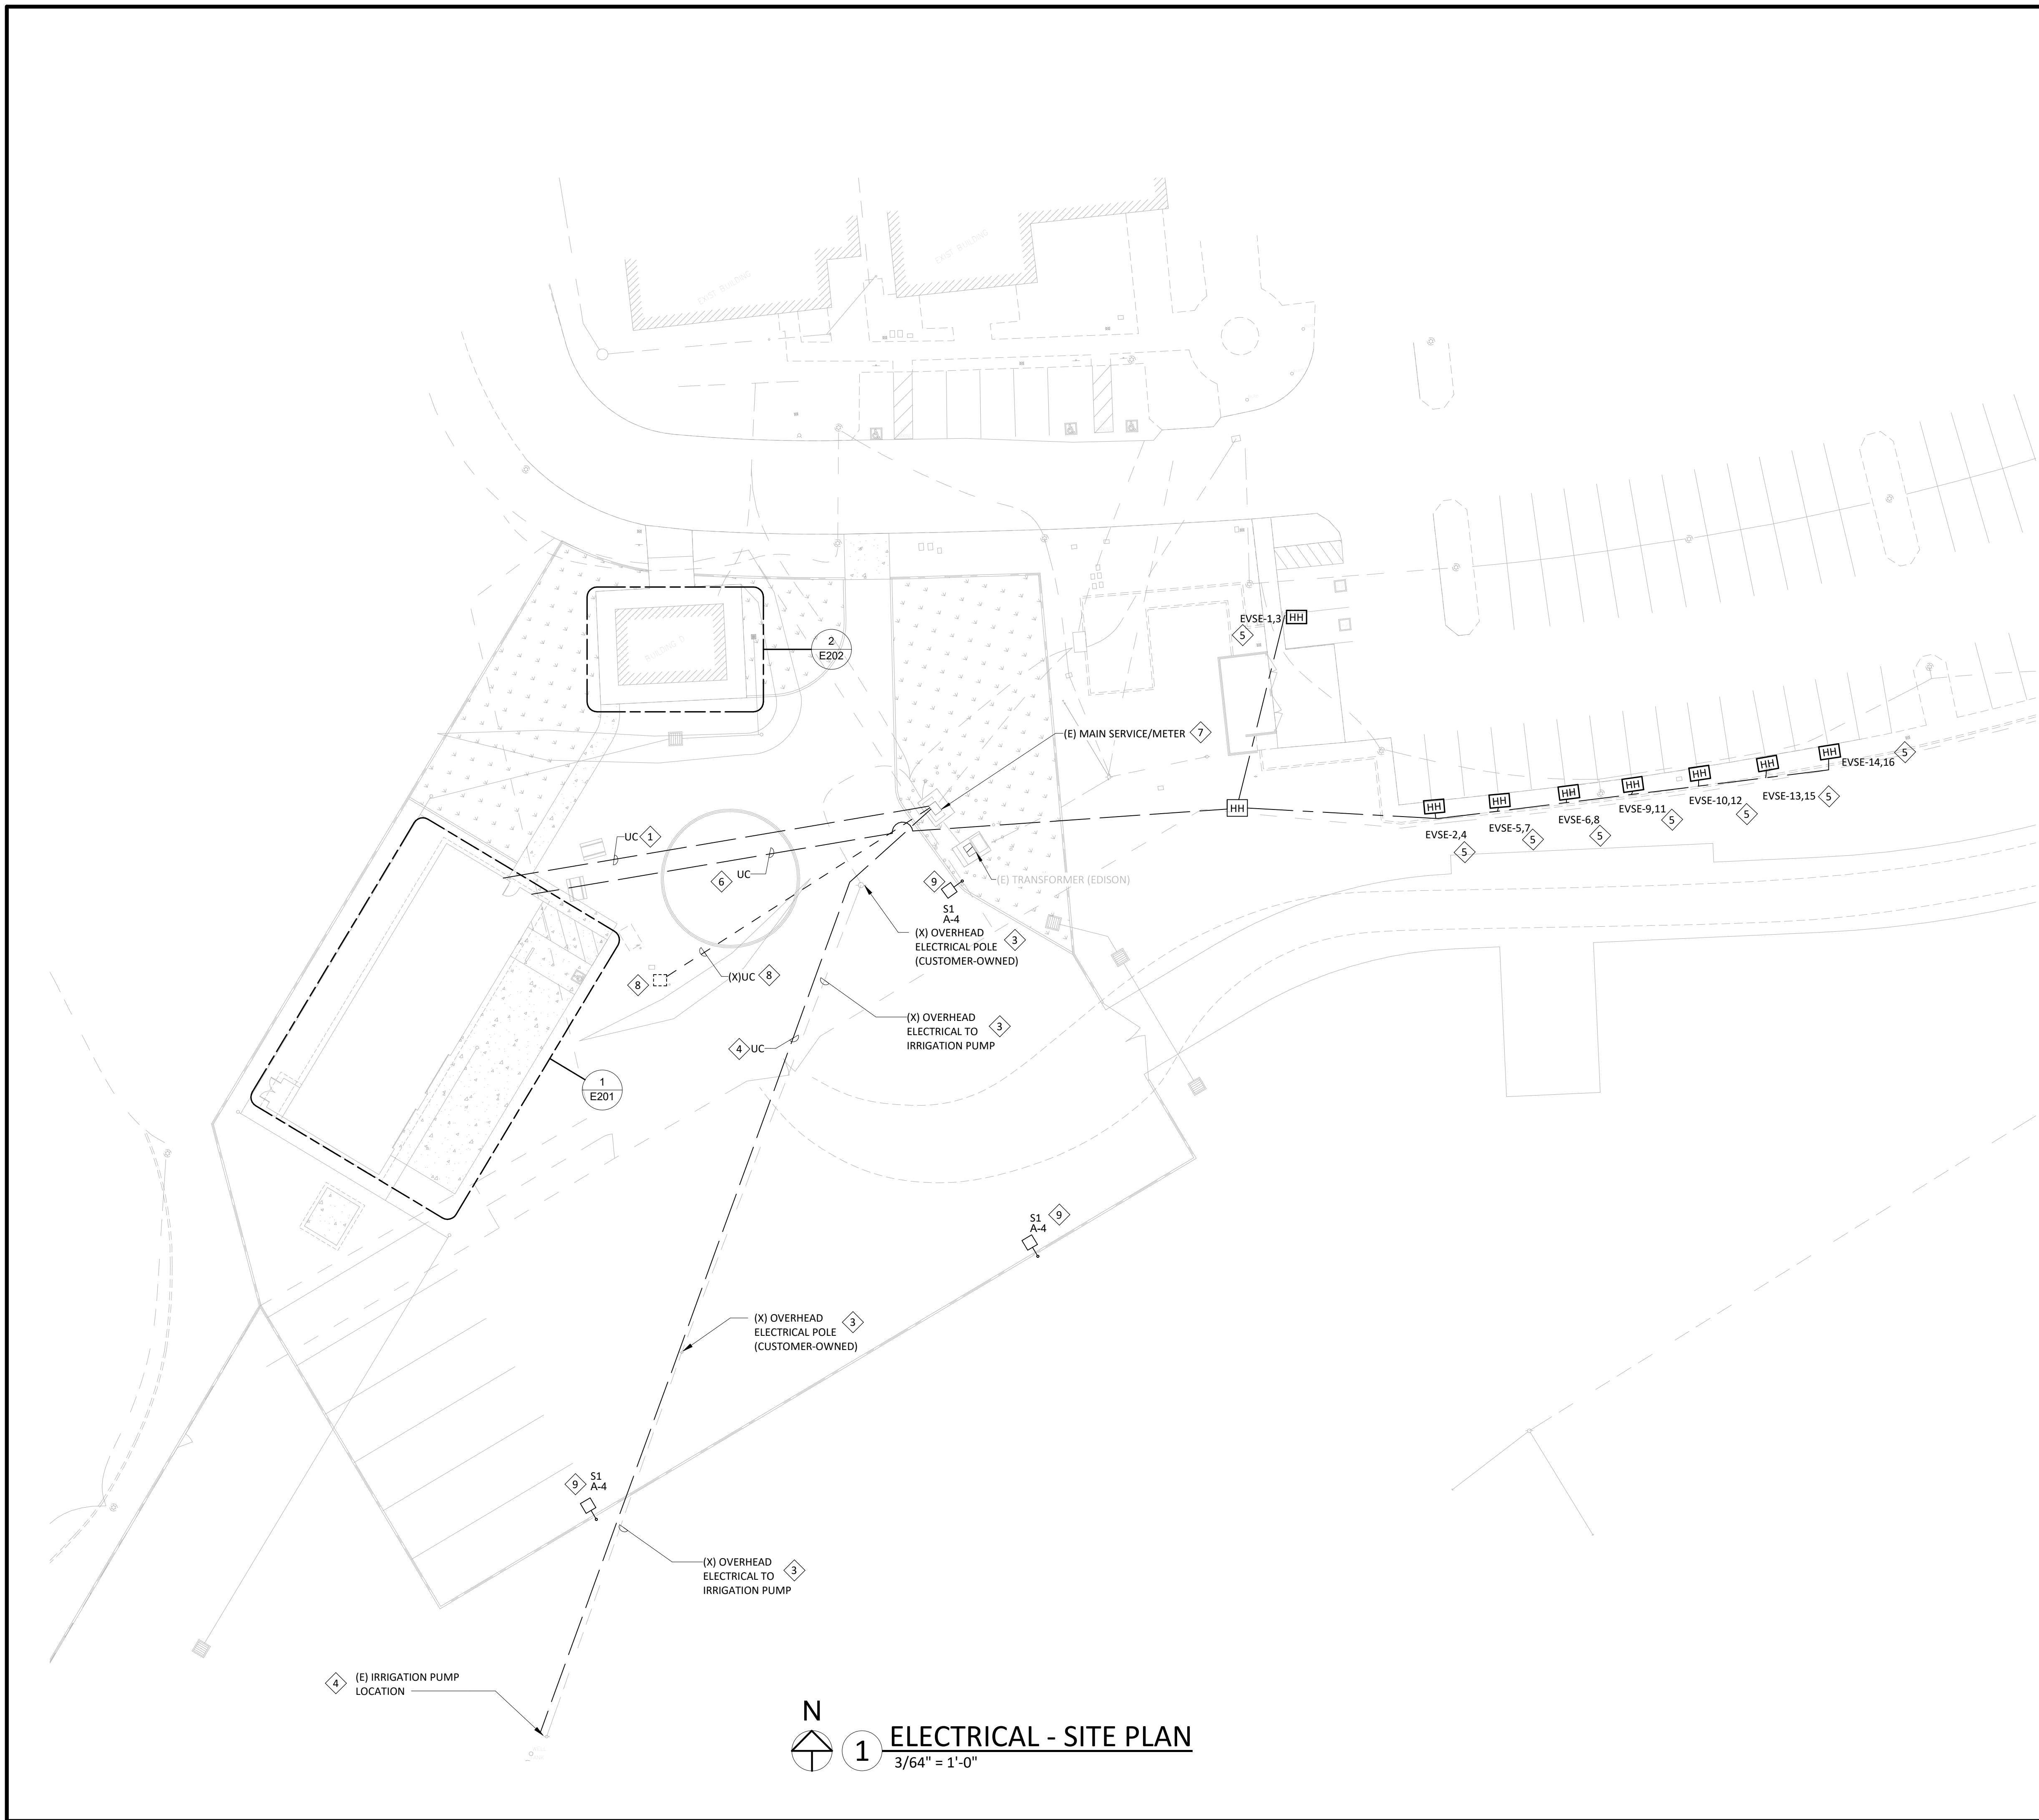 EXIST. BUILDING
EXIST. BUILDING
BUILDING D
2
E202
EVSE-1,3
HH
5
(E) MAIN SERVICE/METER
7
HH
HH
HH
HH
HH
HH
HH
HH
EVSE-2,4
5
EVSE-5,7
5
EVSE-6,8
5
EVSE-9,11
5
EVSE-10,12
5
EVSE-13,15
5
EVSE-14,16
5
UC
1
6
UC
(E) TRANSFORMER (EDISON)
9
S1
A-4
(X) OVERHEAD
ELECTRICAL POLE
(CUSTOMER-OWNED)
3
8
(X)UC
8
(X) OVERHEAD
ELECTRICAL TO
IRRIGATION PUMP
3
4
UC
1
E201
S1
A-4
9
(X) OVERHEAD
ELECTRICAL POLE
(CUSTOMER-OWNED)
3
9
S1
A-4
(X) OVERHEAD
ELECTRICAL TO
IRRIGATION PUMP
3
4
(E) IRRIGATION PUMP
LOCATION
N
1
ELECTRICAL - SITE PLAN
3/64" = 1'-0"